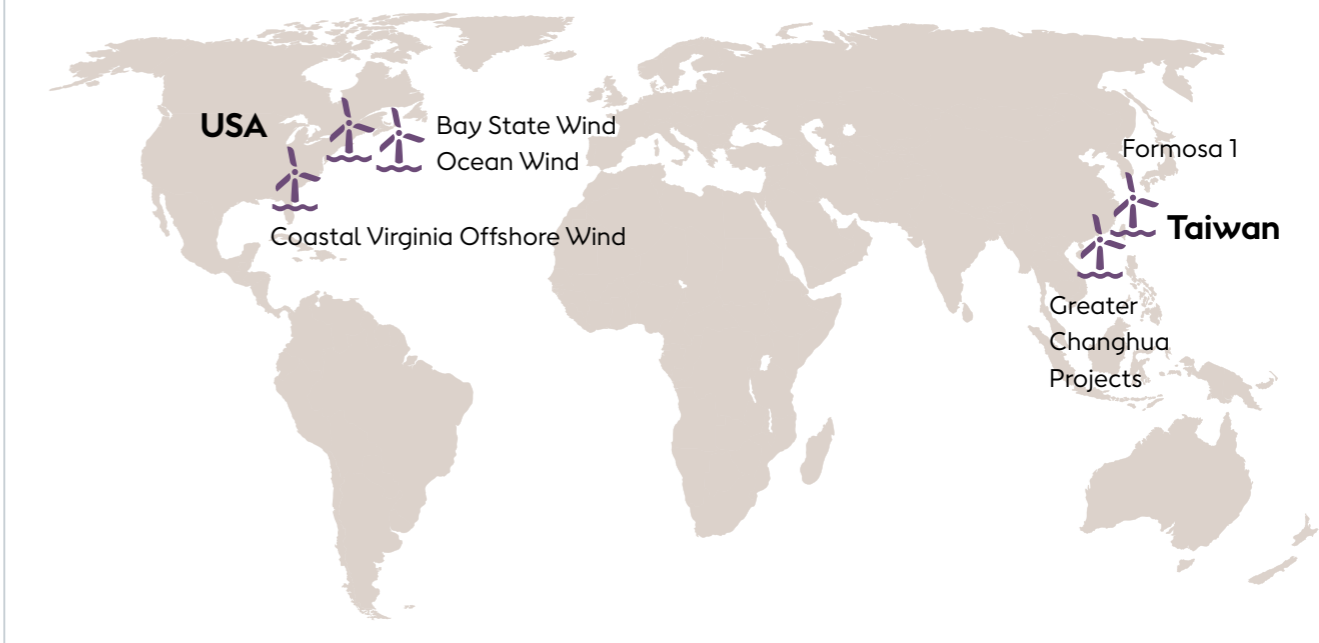 USA
Bay State Wind
Ocean Wind
Coastal Virginia Offshore Wind
Formosa 1
Taiwan
Greater
Changhua
Projects